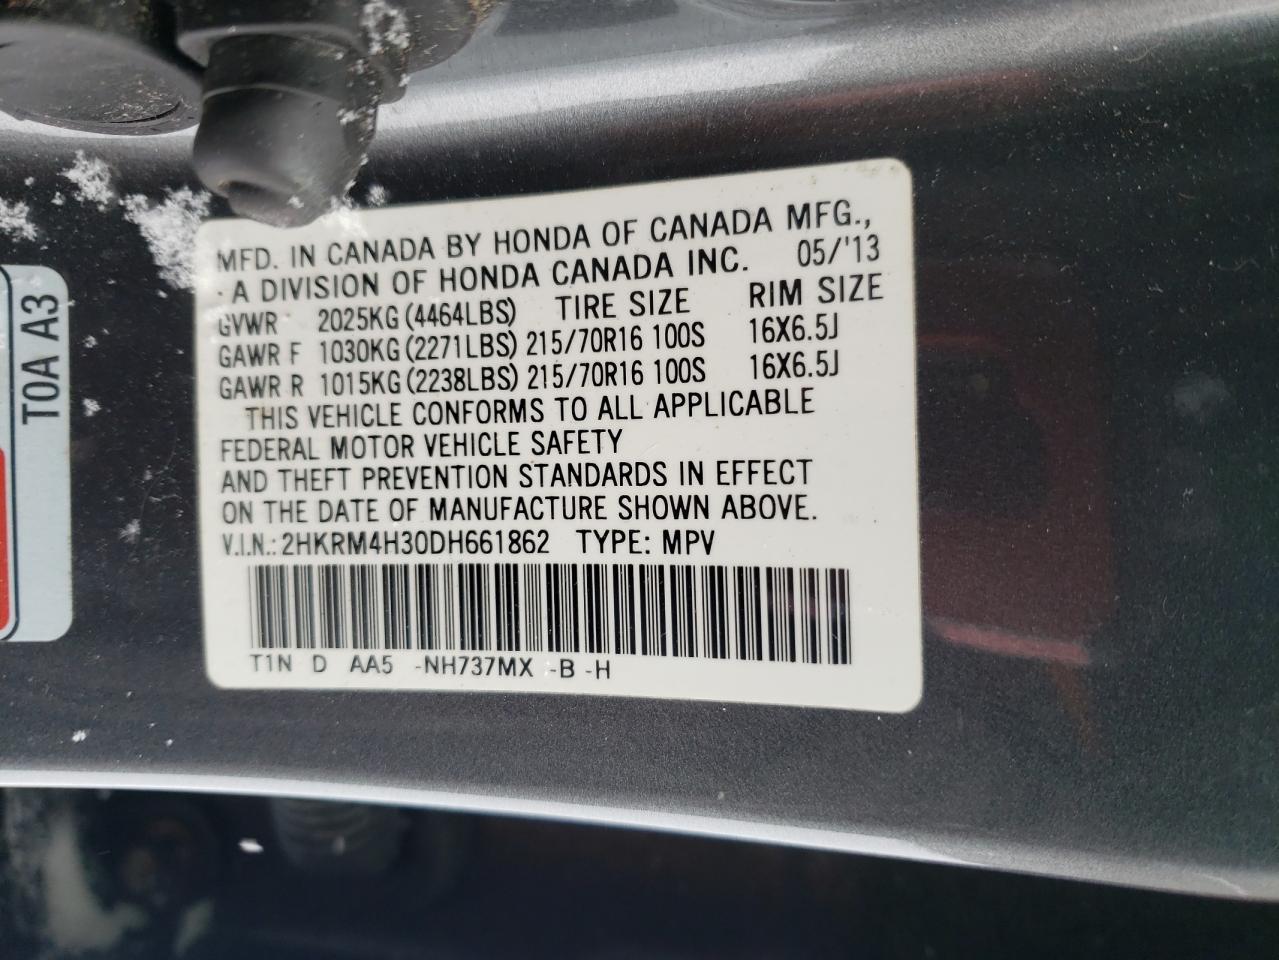 MFD. IN CANADA BY HONDA OF CANADA MFG.,
A DIVISION OF HONDA CANADA INC. 05/'13
GVWR 2025KG (4464LBS) TIRE SIZE RIM SIZE
GAWR F 1030KG (2271LBS) 215/70R16 100S 16X6.5J
GAWR R 1015KG (2238LBS) 215/70R16 100S 16X6.5J
THIS VEHICLE CONFORMS TO ALL APPLICABLE
FEDERAL MOTOR VEHICLE SAFETY
AND THEFT PREVENTION STANDARDS IN EFFECT
ON THE DATE OF MANUFACTURE SHOWN ABOVE.
V.I.N.: 2HKRM4H30DH661862 TYPE: MPV
T1N D AA5 -NH737MX -B -H
T0A A3